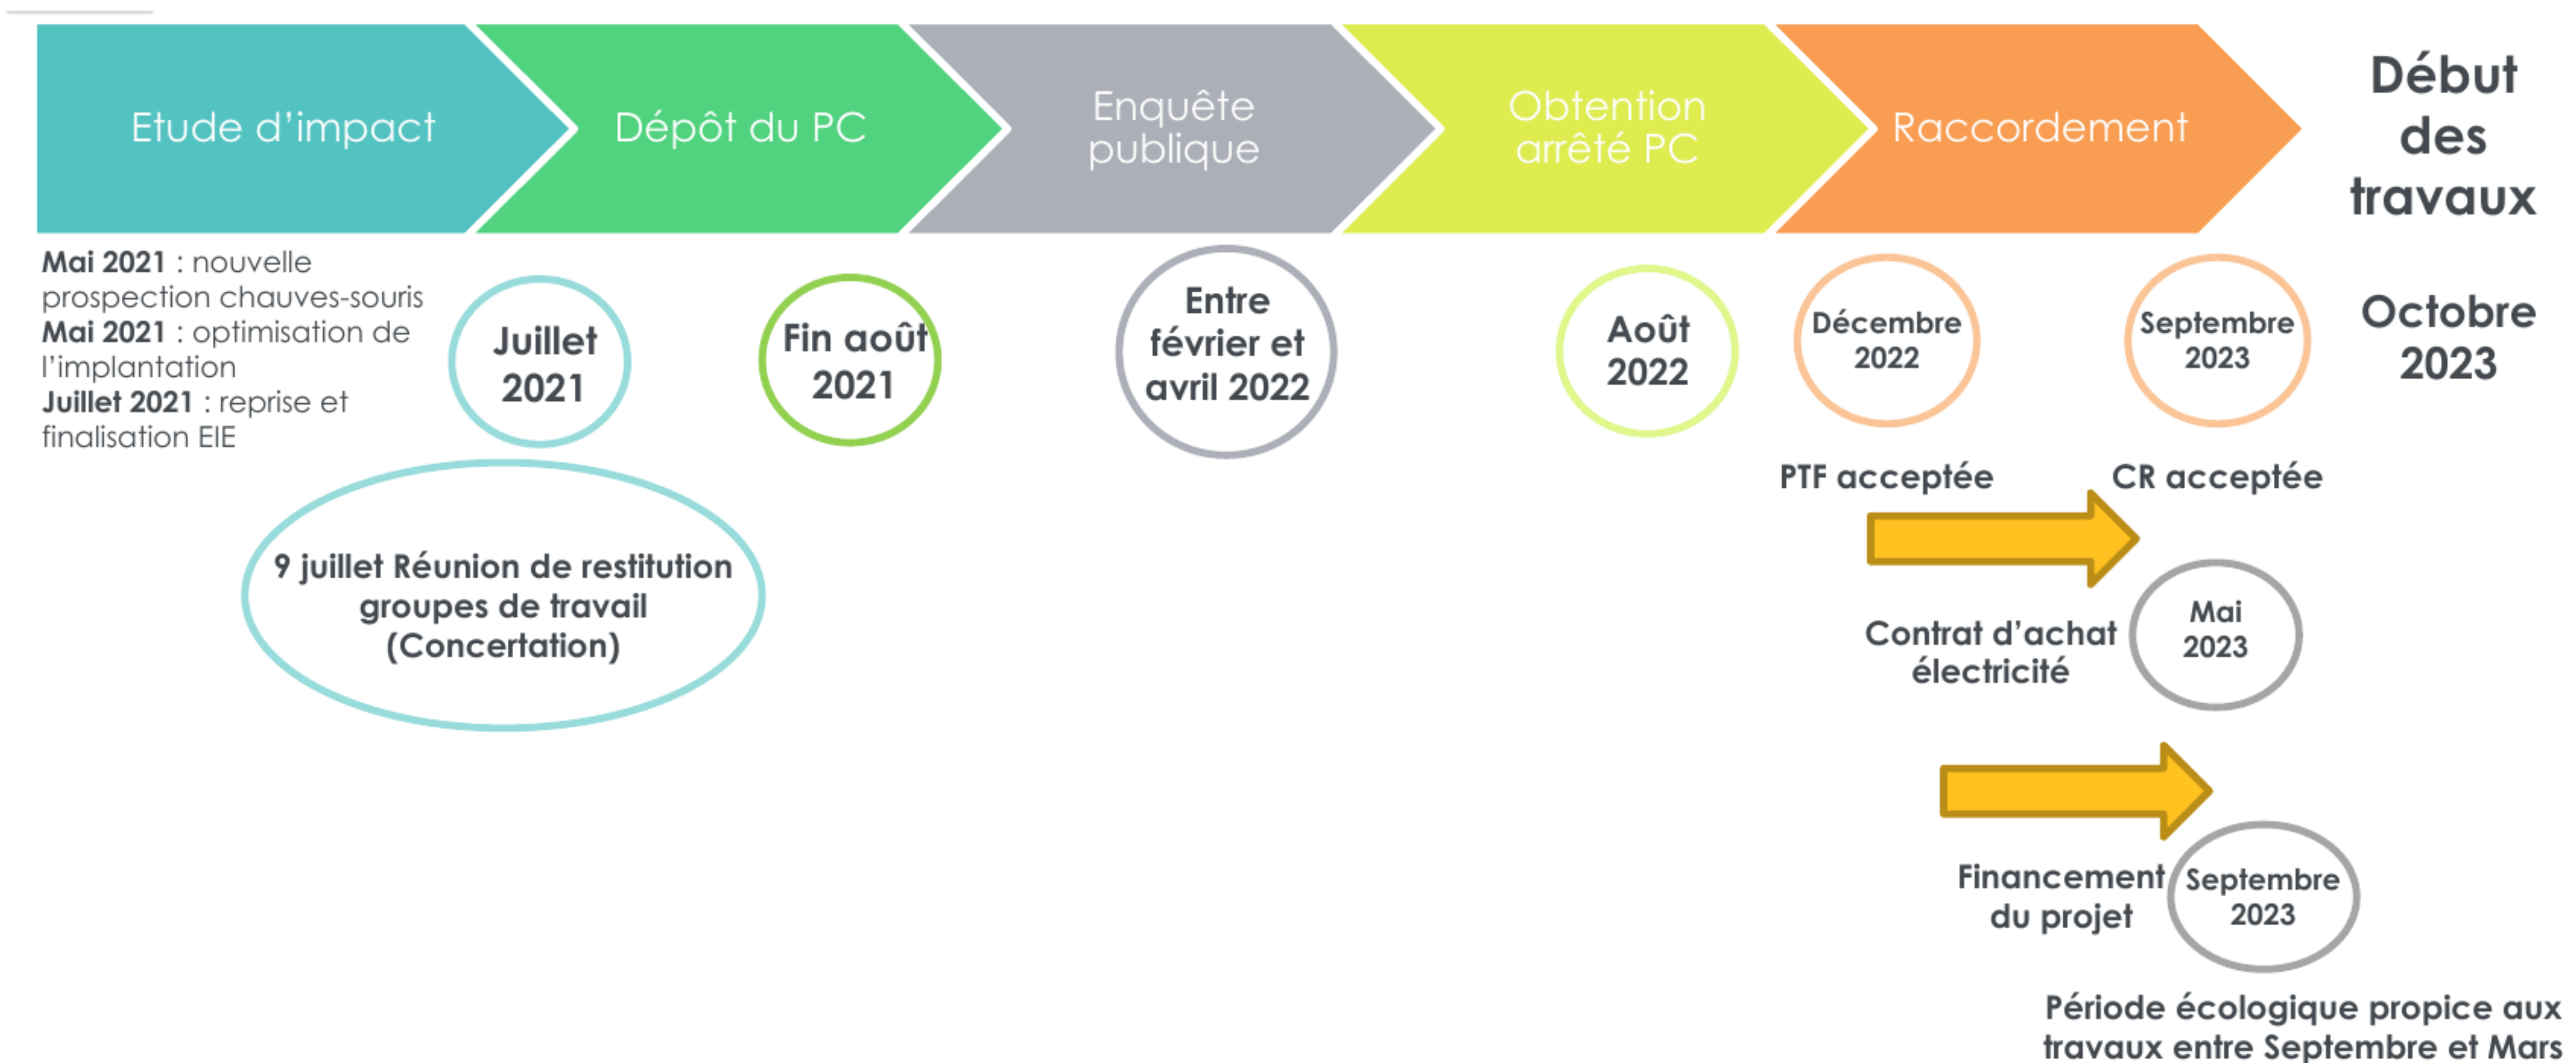 Etude d'impact
Dépôt du PC
Enquête
publique
Obtention
arrêté PC
Raccordement
Début
des
travaux
Mai 2021 : nouvelle
prospection chauves-souris
Mai 2021 : optimisation de
l'implantation
Juillet 2021 : reprise et
finalisation EIE
Juillet
2021
Fin août
2021
Entre
février et
avril 2022
Août
2022
Décembre
2022
Septembre
2023
Octobre
2023
PTF acceptée
CR acceptée
9 juillet Réunion de restitution
groupes de travail
(Concertation)
Contrat d'achat
électricité
Mai
2023
Financement
du projet
Septembre
2023
Période écologique propice aux
travaux entre Septembre et Mars